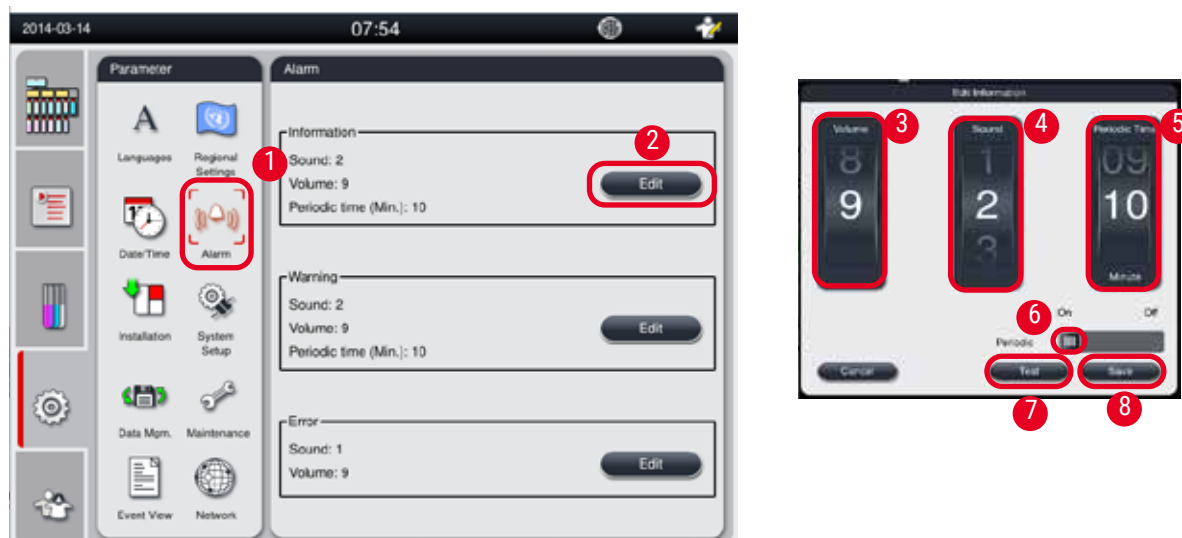 2014-03-14
07:54
Parameter
A
Languages
Regional Settings
Date/Time
Alarm
Installation
System Setup
Data Mgm.
Maintenance
Event View
Network
1
Alarm
Information
Sound: 2
Volume: 9
Periodic time (Min.): 10
2
Edit
Warning
Sound: 2
Volume: 9
Periodic time (Min.): 10
Edit
Error
Sound: 1
Volume: 9
Edit
Edit Information
Volume
3
8
9
Sound
4
1
2
3
Periodic Time
5
09
10
Minute
6
On
Off
Periodic
Cancel
Test
Save
7
8